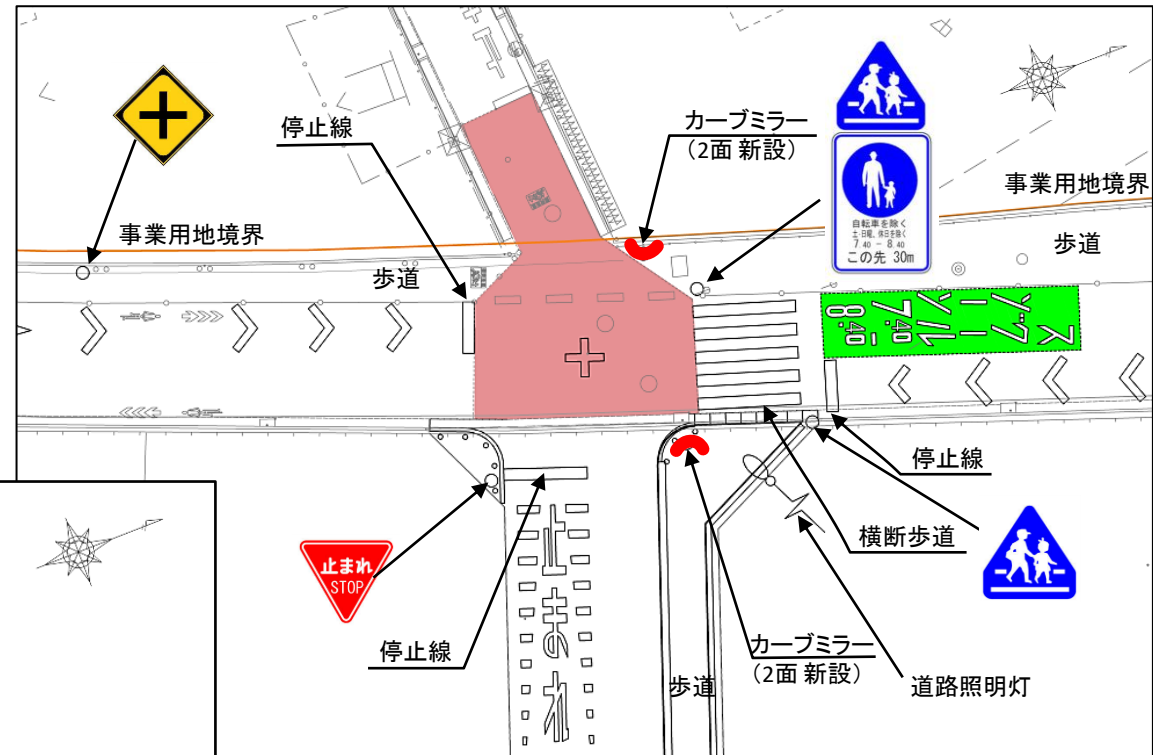 停止線
カーブミラー
(2面 新設)
自転車を除く
土・日曜、休日を除く
7 40 - 8 40
この先 30m
事業用地境界
歩道
事業用地境界
歩道
スクールゾーン
7.40
8.40
停止線
横断歩道
止まれ
STOP
停止線
止まれ
カーブミラー
(2面 新設)
歩道
道路照明灯